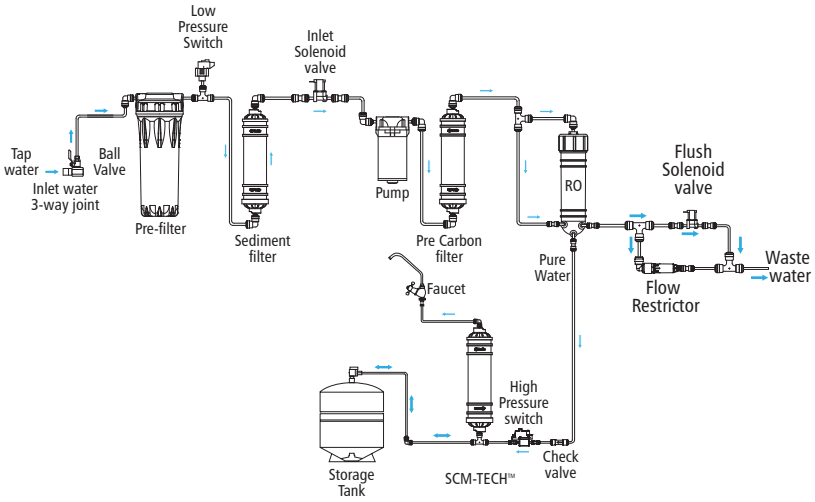 Low
Pressure
Switch
Inlet
Solenoid
valve
Tap
water
Ball
Valve
Inlet water
3-way joint
Pre-filter
Sediment
filter
Pump
Pre Carbon
filter
RO
Pure
Water
Flush
Solenoid
valve
Waste
water
Flow
Restrictor
Faucet
High
Pressure
switch
Check
valve
Storage
Tank
SCM-TECH™